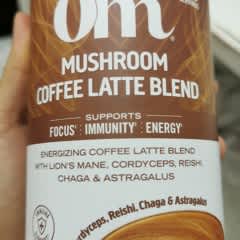 om
MUSHROOM
COFFEE LATTE BLEND
SUPPORTS
FOCUS† IMMUNITY† ENERGY†
ENERGIZING COFFEE LATTE BLEND
WITH LION'S MANE, CORDYCEPS, REISHI,
CHAGA & ASTRAGALUS
Cordyceps, Reishi, Chaga & Astragalus